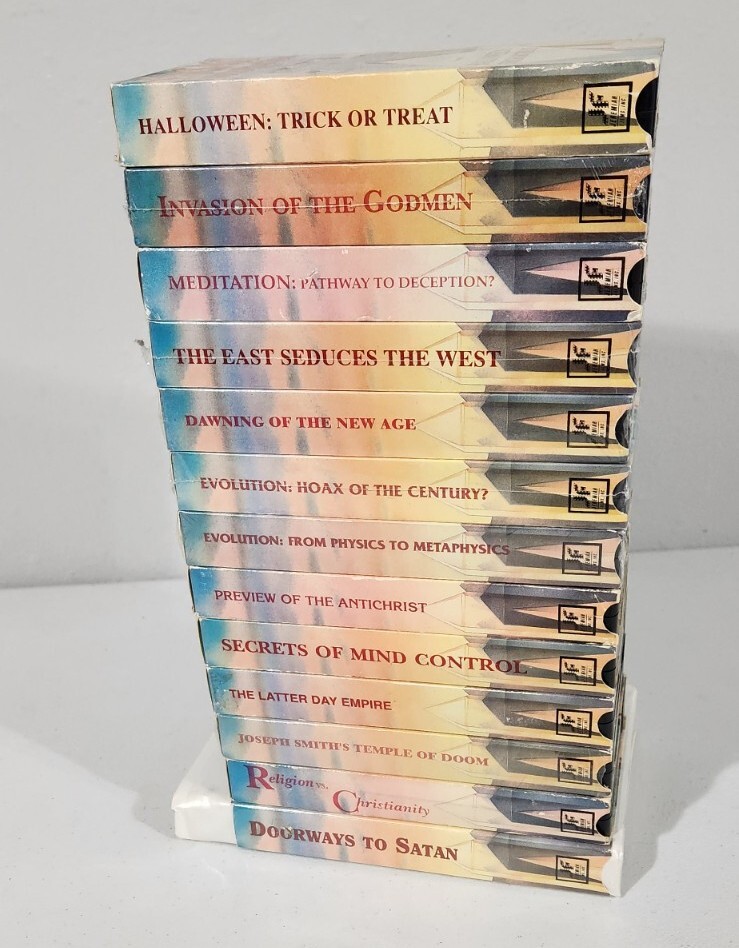 HALLOWEEN: TRICK OR TREAT
INVASION OF THE GODMEN
MEDITATION: PATHWAY TO DECEPTION?
THE EAST SEDUCES THE WEST
DAWNING OF THE NEW AGE
EVOLUTION: HOAX OF THE CENTURY?
EVOLUTION: FROM PHYSICS TO METAPHYSICS
PREVIEW OF THE ANTICHRIST
SECRETS OF MIND CONTROL
THE LATTER DAY EMPIRE
JOSEPH SMITH'S TEMPLE OF DOOM
Religion vs.
Christianity
DOORWAYS TO SATAN